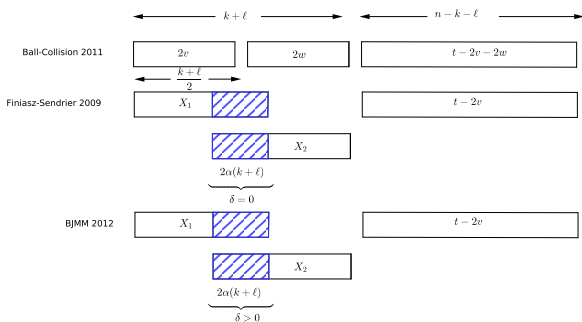 k + ℓ n − k − ℓ
Ball-Collision 2011 2v 2w t − 2v − 2w
k + ℓ
2
Finiasz-Sendrier 2009 X₁ t − 2v
X₂
2α(k + ℓ)
δ = 0
BJMM 2012 X₁ t − 2v
X₂
2α(k + ℓ)
δ > 0